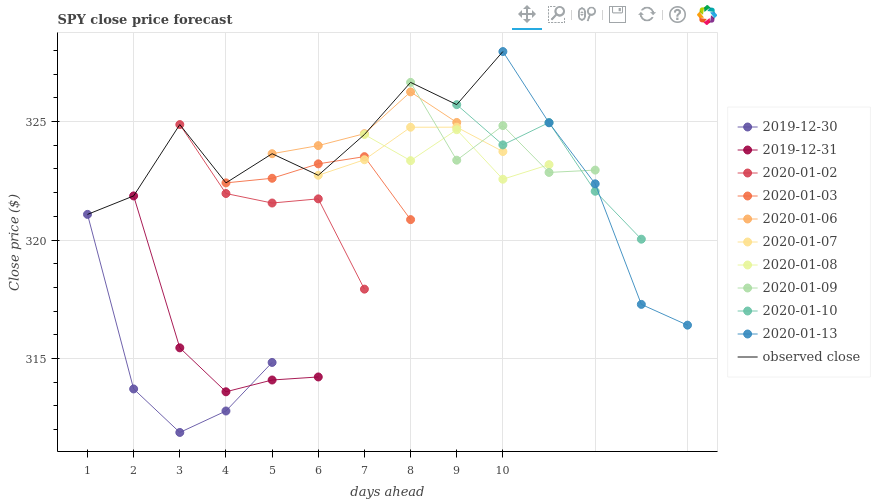 SPY close price forecast
Close price ($)
325
320
315
1 2 3 4 5 6 7 8 9 10
days ahead
2019-12-30
2019-12-31
2020-01-02
2020-01-03
2020-01-06
2020-01-07
2020-01-08
2020-01-09
2020-01-10
2020-01-13
observed close